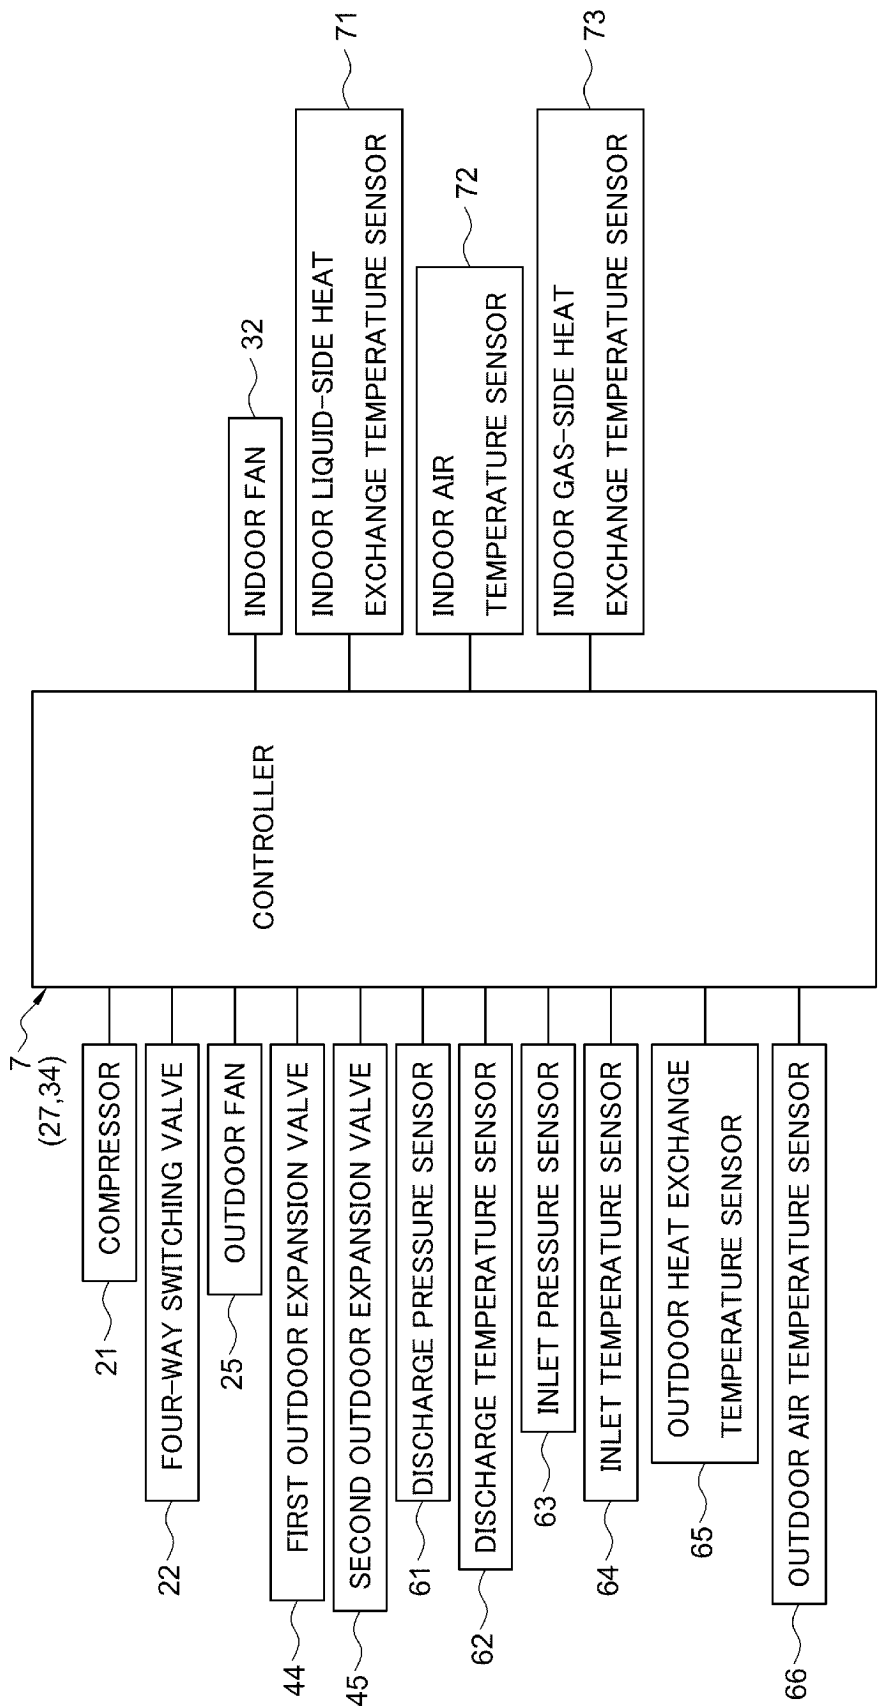 7
(27,34)
COMPRESSOR
21
FOUR-WAY SWITCHING VALVE
22
OUTDOOR FAN
25
FIRST OUTDOOR EXPANSION VALVE
44
SECOND OUTDOOR EXPANSION VALVE
45
DISCHARGE PRESSURE SENSOR
61
DISCHARGE TEMPERATURE SENSOR
62
INLET PRESSURE SENSOR
63
INLET TEMPERATURE SENSOR
64
OUTDOOR HEAT EXCHANGE
TEMPERATURE SENSOR
65
OUTDOOR AIR TEMPERATURE SENSOR
66
CONTROLLER
INDOOR FAN
32
INDOOR LIQUID-SIDE HEAT
EXCHANGE TEMPERATURE SENSOR
71
INDOOR AIR
TEMPERATURE SENSOR
72
INDOOR GAS-SIDE HEAT
EXCHANGE TEMPERATURE SENSOR
73